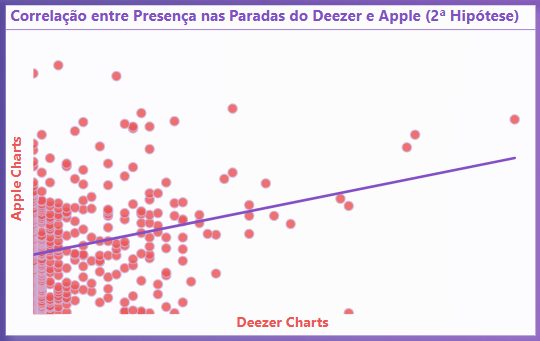 Correlação entre Presença nas Paradas do Deezer e Apple (2ª Hipótese)
Apple Charts
Deezer Charts